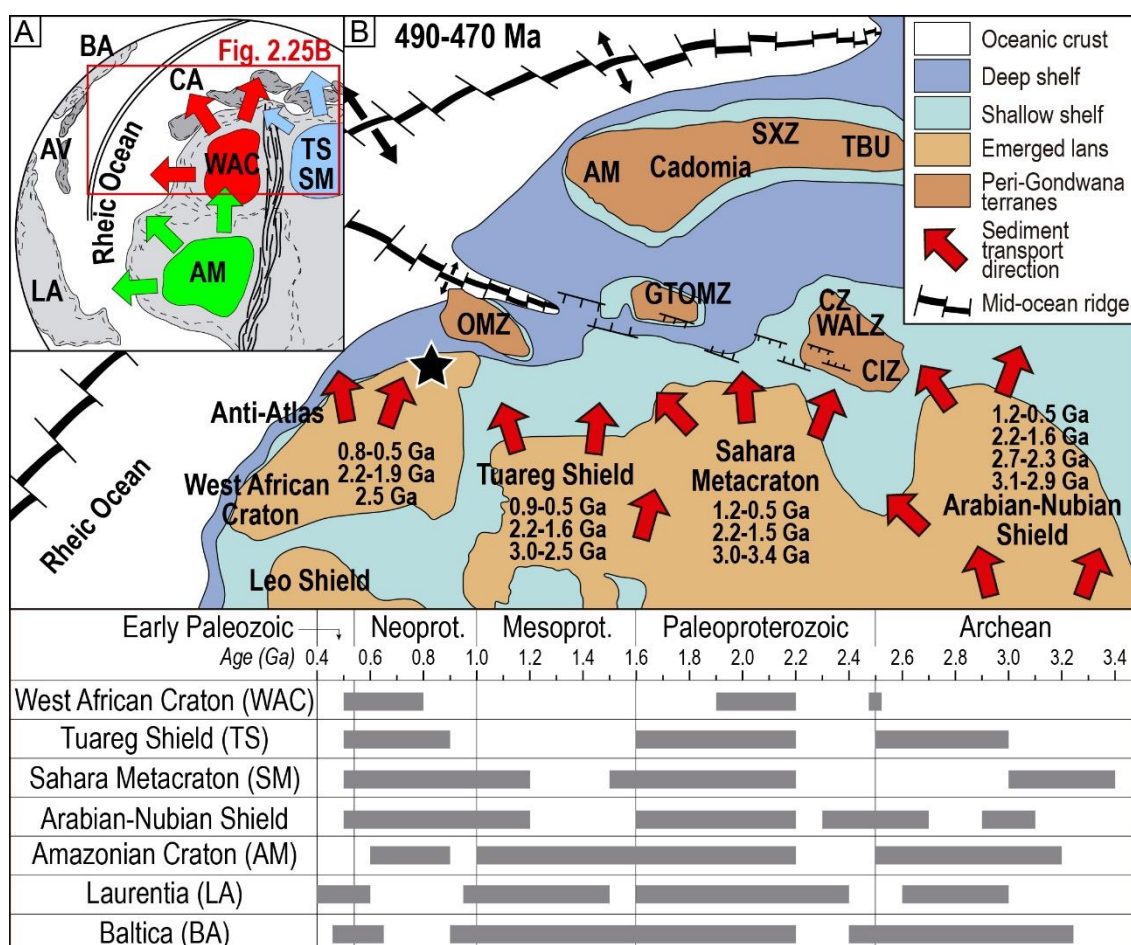 A
BA
Fig. 2.25B
CA
AV
Rheic Ocean
WAC
TS
SM
LA
AM
B
490-470 Ma
SXZ
TBU
AM
Cadomia
GTOMZ
OMZ
CZ
WALZ
CIZ
Anti-Atlas
0.8-0.5 Ga
2.2-1.9 Ga
2.5 Ga
West African
Craton
Rheic Ocean
Leo Shield
Tuareg Shield
0.9-0.5 Ga
2.2-1.6 Ga
3.0-2.5 Ga
Sahara
Metacraton
1.2-0.5 Ga
2.2-1.5 Ga
3.0-3.4 Ga
1.2-0.5 Ga
2.2-1.6 Ga
2.7-2.3 Ga
3.1-2.9 Ga
Arabian-Nubian
Shield
Oceanic crust
Deep shelf
Shallow shelf
Emerged lans
Peri-Gondwana
terranes
Sediment
transport
direction
Mid-ocean ridge
Early Paleozoic Neoprot. Mesoprot. Paleoproterozoic Archean
Age (Ga) 0.4 0.6 0.8 1.0 1.2 1.4 1.6 1.8 2.0 2.2 2.4 2.6 2.8 3.0 3.2 3.4
West African Craton (WAC)
Tuareg Shield (TS)
Sahara Metacraton (SM)
Arabian-Nubian Shield
Amazonian Craton (AM)
Laurentia (LA)
Baltica (BA)